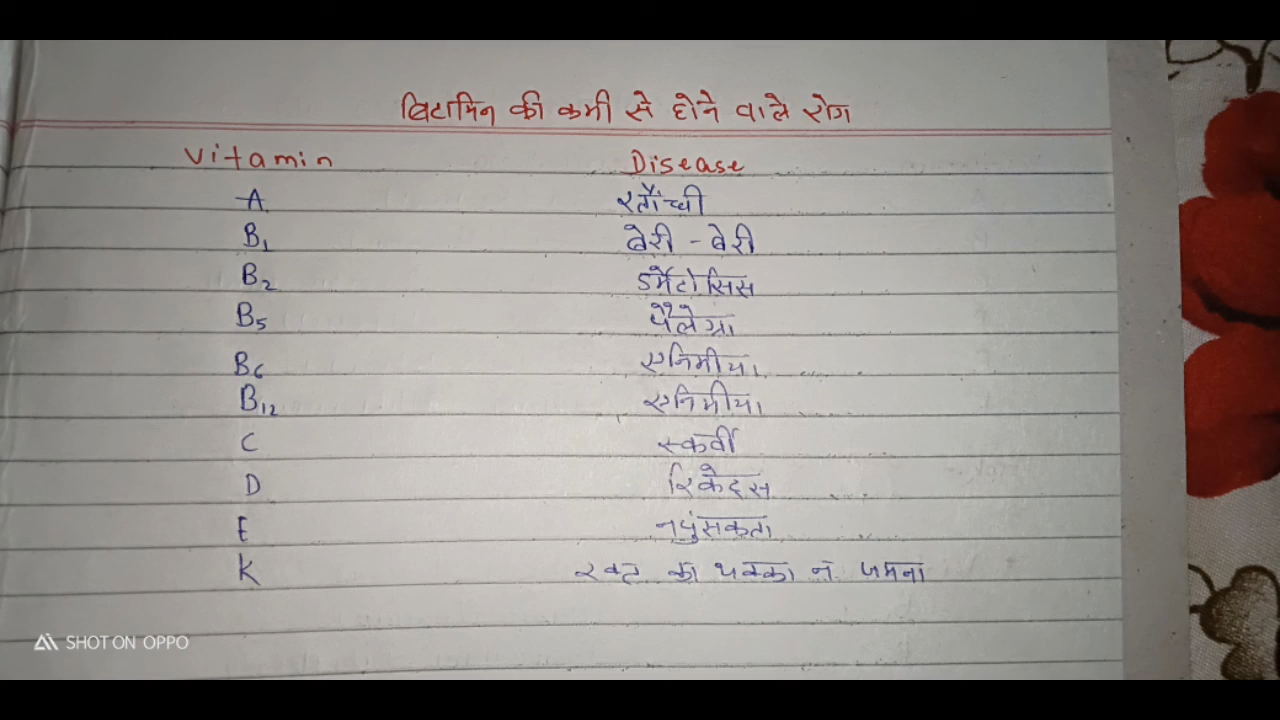 बिटामिन की कमी से होने वाले रोग
Vitamin Disease
A रतौंन्धी
B1 बेरी - बेरी
B2 डर्मेटोसिस
B5 पैलेग्रा
B6 एनिमीया
B12 एनिमीया
C स्कर्वी
D रिकेट्स
E नपुंसकता
K रक्त का थक्का न जमना
SHOT ON OPPO